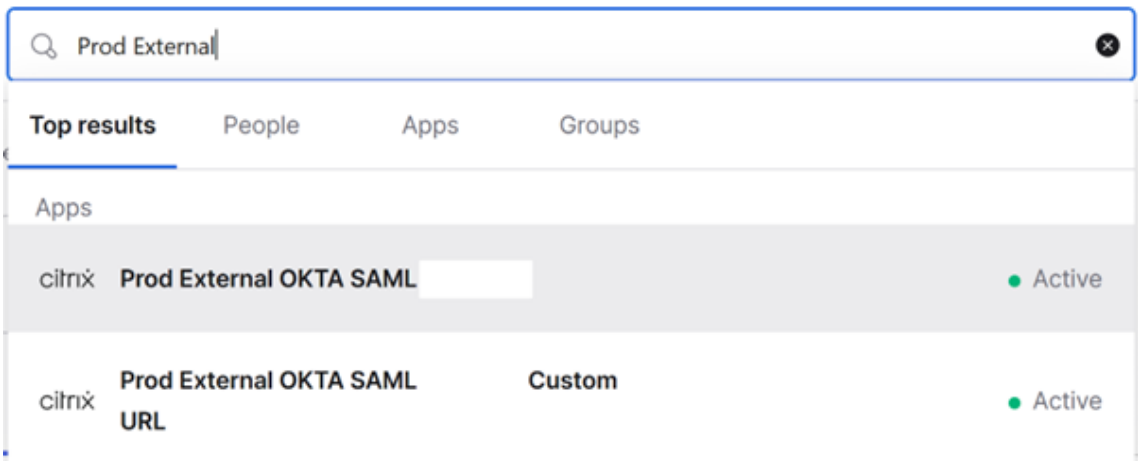 Prod External
Top results People Apps Groups
Apps
citrix Prod External OKTA SAML Active
Prod External OKTA SAML Custom
citrix URL Active